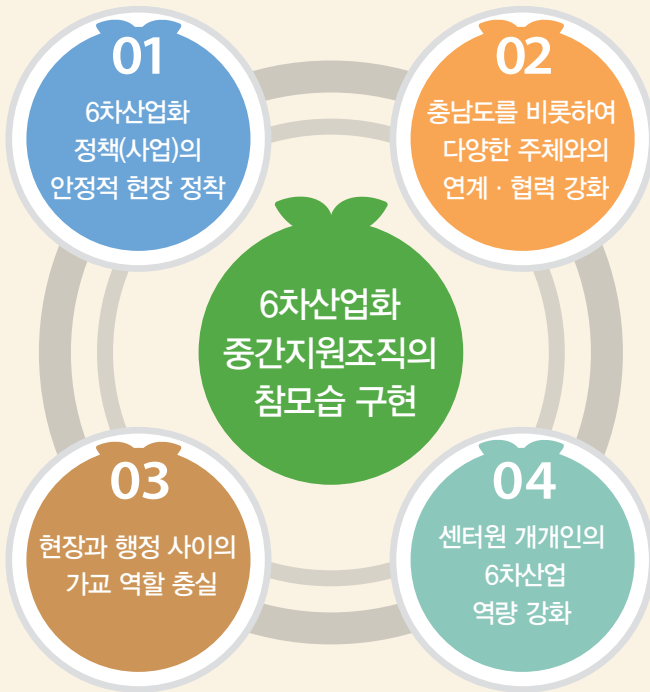 01
6차산업화
정책(사업)의
안정적 현장 정착
02
충남도를 비롯하여
다양한 주체와의
연계 · 협력 강화
6차산업화
중간지원조직의
참모습 구현
03
현장과 행정 사이의
가교 역할 충실
04
센터원 개개인의
6차산업
역량 강화